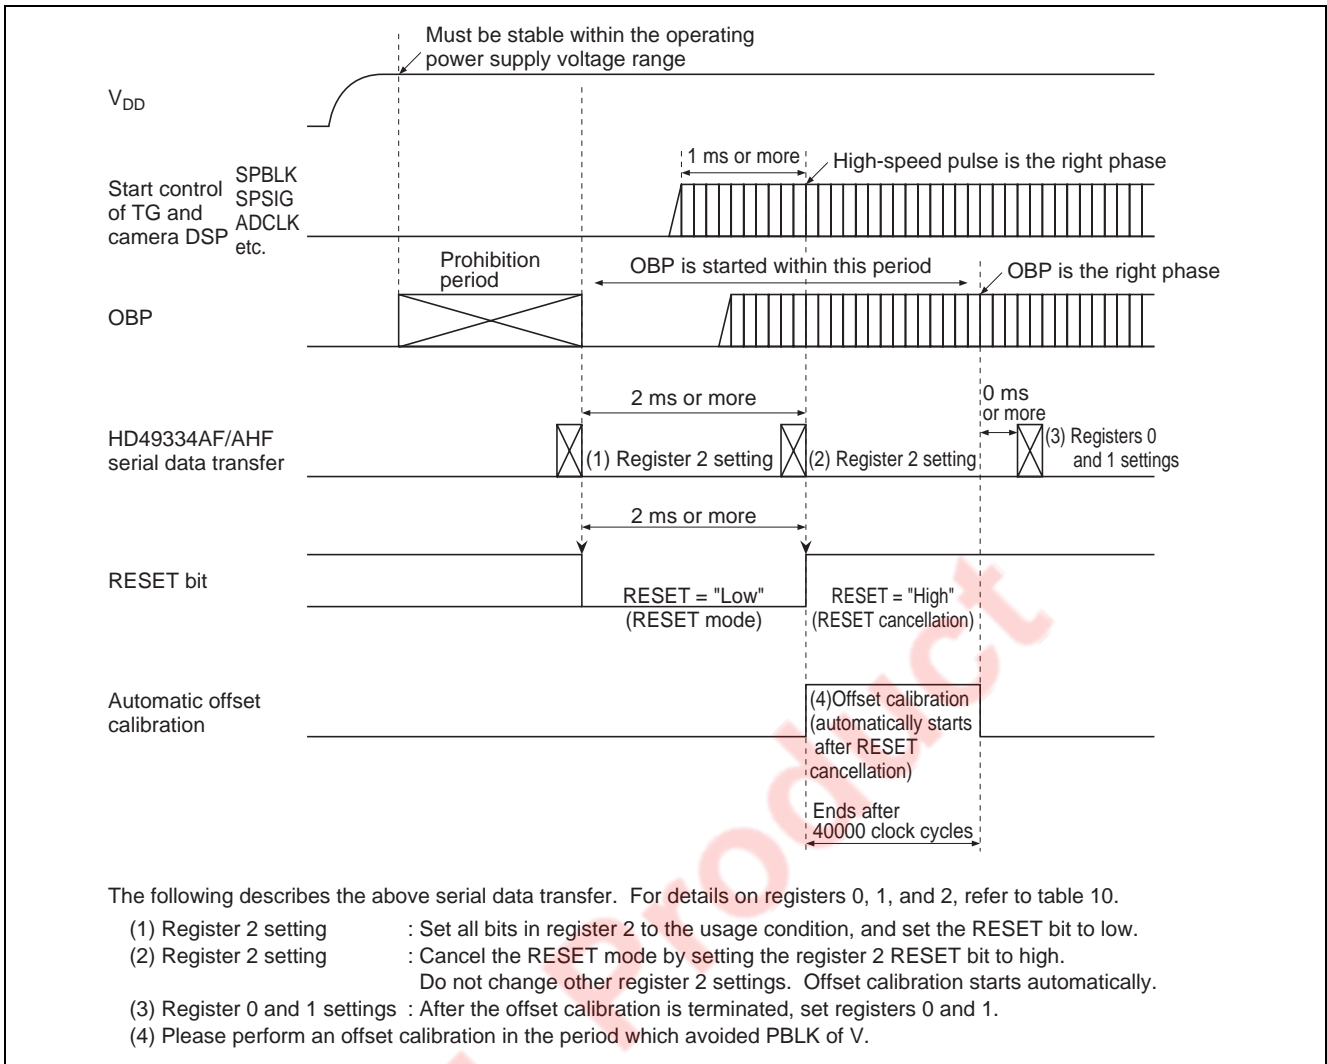 Must be stable within the operating
power supply voltage range
VDD
1 ms or more
High-speed pulse is the right phase
Start control
of TG and
camera DSP
SPBLK
SPSIG
ADCLK
etc.
Prohibition
period
OBP is started within this period
OBP is the right phase
OBP
2 ms or more
0 ms
or more
HD49334AF/AHF
serial data transfer
(1) Register 2 setting
(2) Register 2 setting
(3) Registers 0
and 1 settings
2 ms or more
RESET bit
RESET = "Low"
(RESET mode)
RESET = "High"
(RESET cancellation)
Automatic offset
calibration
(4)Offset calibration
(automatically starts
after RESET
cancellation)
Ends after
40000 clock cycles
The following describes the above serial data transfer. For details on registers 0, 1, and 2, refer to table 10.
(1) Register 2 setting : Set all bits in register 2 to the usage condition, and set the RESET bit to low.
(2) Register 2 setting : Cancel the RESET mode by setting the register 2 RESET bit to high.
Do not change other register 2 settings. Offset calibration starts automatically.
(3) Register 0 and 1 settings : After the offset calibration is terminated, set registers 0 and 1.
(4) Please perform an offset calibration in the period which avoided PBLK of V.
Product